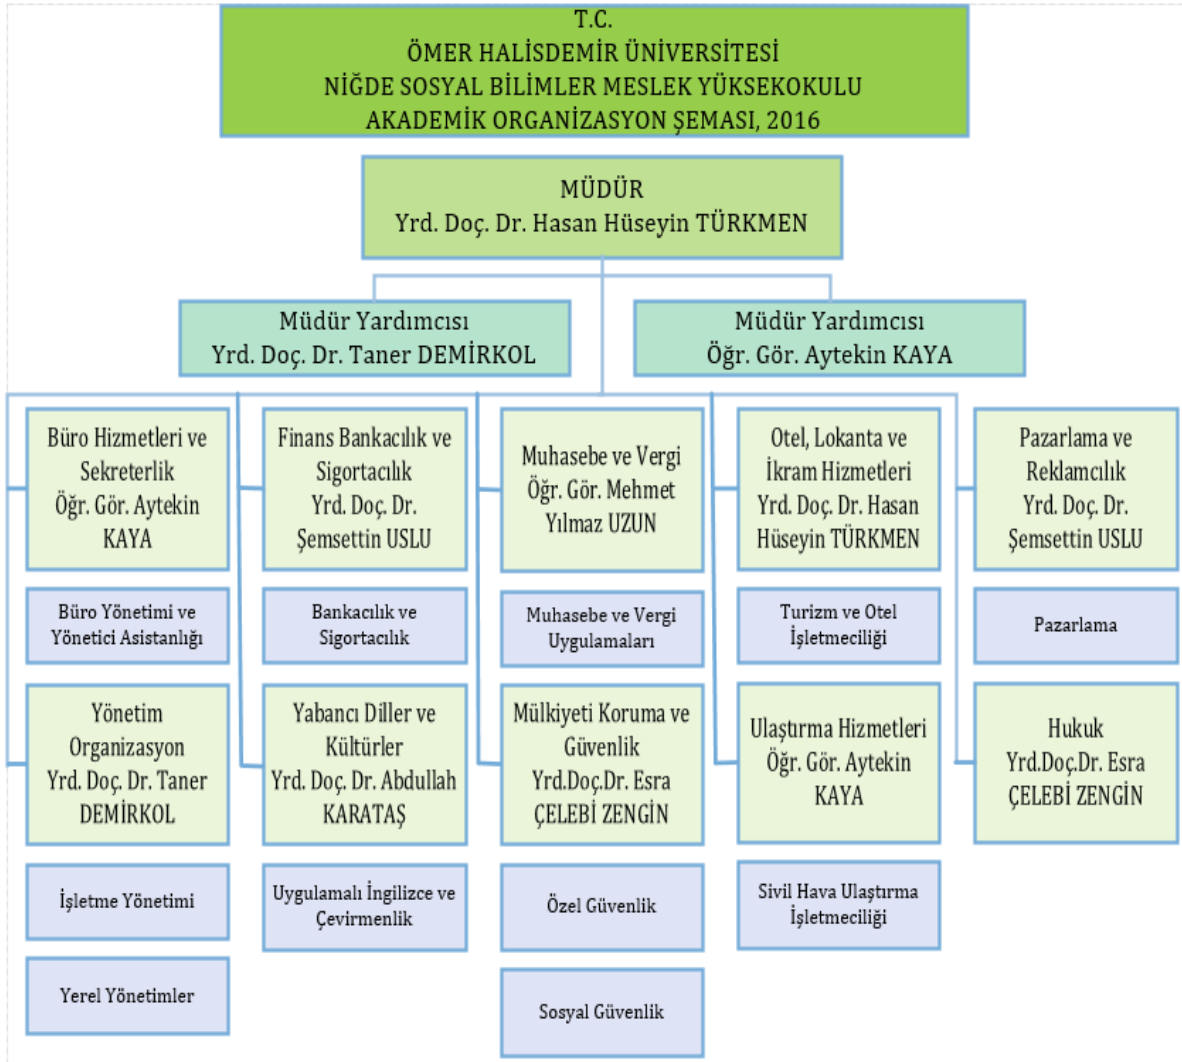 T.C.
ÖMER HALİSDEMİR ÜNİVERSİTESİ
NİĞDE SOSYAL BİLİMLER MESLEK YÜKSEKOKULU
AKADEMİK ORGANİZASYON ŞEMASI, 2016
MÜDÜR
Yrd. Doç. Dr. Hasan Hüseyin TÜRKMEN
Müdür Yardımcısı
Yrd. Doç. Dr. Taner DEMİRKOL
Müdür Yardımcısı
Öğr. Gör. Aytekin KAYA
Büro Hizmetleri ve
Sekreterlik
Öğr. Gör. Aytekin
KAYA
Finans Bankacılık ve
Sigortacılık
Yrd. Doç. Dr.
Şemsettin USLU
Muhasebe ve Vergi
Öğr. Gör. Mehmet
Yılmaz UZUN
Otel, Lokanta ve
İkram Hizmetleri
Yrd. Doç. Dr. Hasan
Hüseyin TÜRKMEN
Pazarlama ve
Reklamcılık
Yrd. Doç. Dr.
Şemsettin USLU
Büro Yönetimi ve
Yönetici Asistanlığı
Bankacılık ve
Sigortacılık
Muhasebe ve Vergi
Uygulamaları
Turizm ve Otel
İşletmeciliği
Pazarlama
Yönetim
Organizasyon
Yrd. Doç. Dr. Taner
DEMİRKOL
Yabancı Diller ve
Kültürler
Yrd. Doç. Dr. Abdullah
KARATAŞ
Mülkiyeti Koruma ve
Güvenlik
Yrd.Doç.Dr. Esra
ÇELEBİ ZENGİN
Ulaştırma Hizmetleri
Öğr. Gör. Aytekin
KAYA
Hukuk
Yrd.Doç.Dr. Esra
ÇELEBİ ZENGİN
İşletme Yönetimi
Uygulamalı İngilizce ve
Çevirmenlik
Özel Güvenlik
Sivil Hava Ulaştırma
İşletmeciliği
Yerel Yönetimler
Sosyal Güvenlik